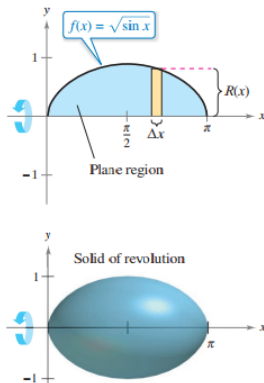 y
f(x) = √sin x
1
R(x)
x
π/2
Δx
π
Plane region
−1
y
Solid of revolution
1
x
π
−1